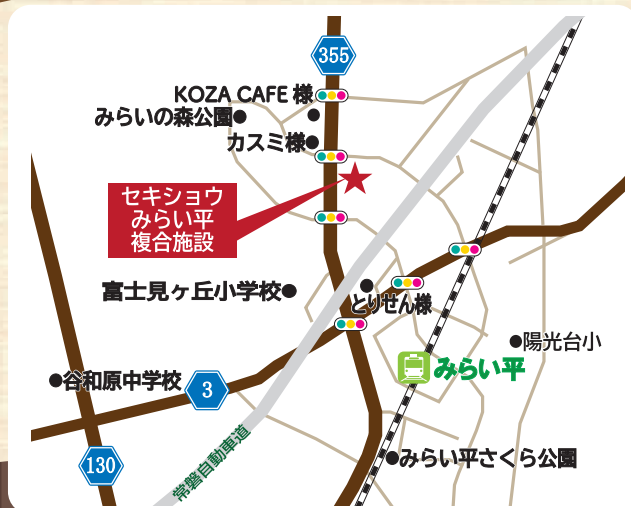 355
KOZA CAFE 様
みらいの森公園
カスミ様
セキショウ
みらい平
複合施設
富士見ヶ丘小学校
とりせん様
陽光台小
みらい平
谷和原中学校
3
常磐自動車道
130
みらい平さくら公園